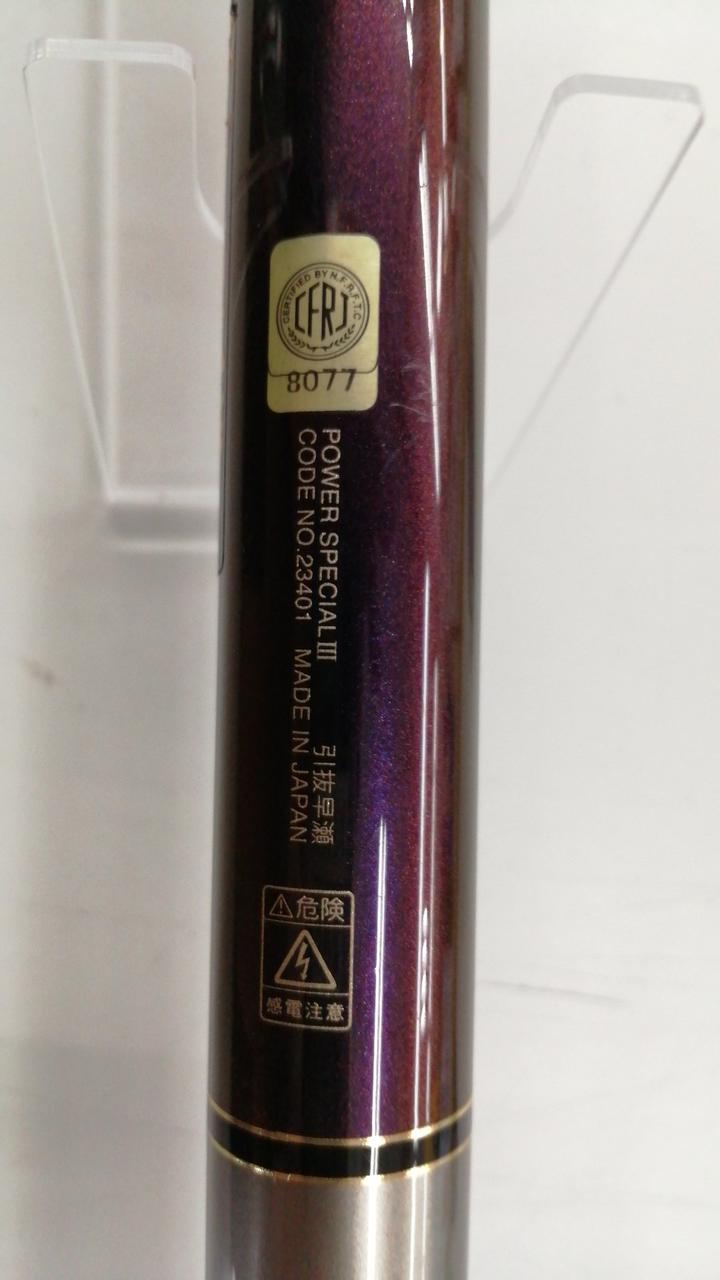 CERTIFIED BY N.F.R.F.T.C
CFRJ
8077
POWER SPECIAL III 引抜早瀬
CODE NO.23401 MADE IN JAPAN
⚠危険
感電注意